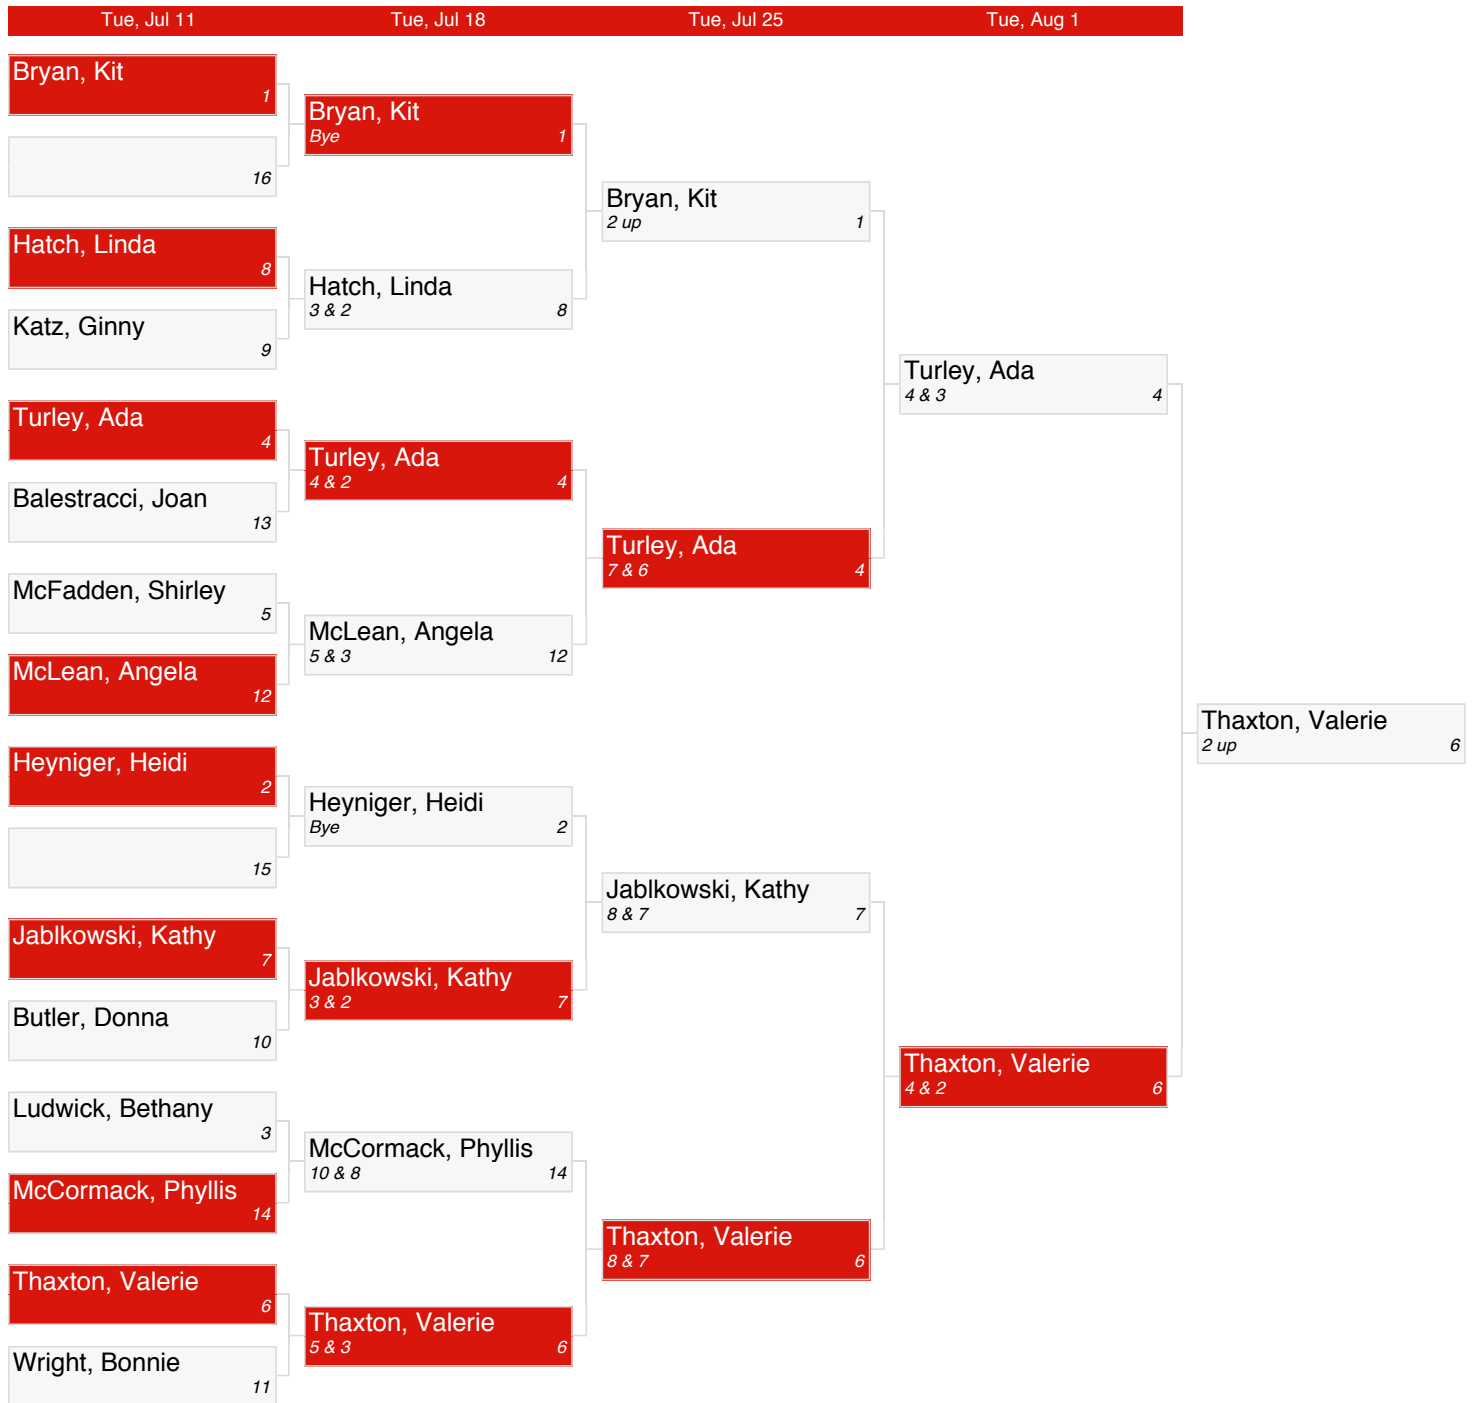 Tue, Jul 11
Tue, Jul 18
Tue, Jul 25
Tue, Aug 1
Bryan, Kit
1
16
Hatch, Linda
8
Katz, Ginny
9
Turley, Ada
4
Balestracci, Joan
13
McFadden, Shirley
5
McLean, Angela
12
Heyniger, Heidi
2
15
Jablkowski, Kathy
7
Butler, Donna
10
Ludwick, Bethany
3
McCormack, Phyllis
14
Thaxton, Valerie
6
Wright, Bonnie
11
Bryan, Kit
Bye 1
Hatch, Linda
3 & 2 8
Turley, Ada
4 & 2 4
McLean, Angela
5 & 3 12
Heyniger, Heidi
Bye 2
Jablkowski, Kathy
3 & 2 7
McCormack, Phyllis
10 & 8 14
Thaxton, Valerie
5 & 3 6
Bryan, Kit
2 up 1
Turley, Ada
7 & 6 4
Jablkowski, Kathy
8 & 7 7
Thaxton, Valerie
8 & 7 6
Turley, Ada
4 & 3 4
Thaxton, Valerie
4 & 2 6
Thaxton, Valerie
2 up 6